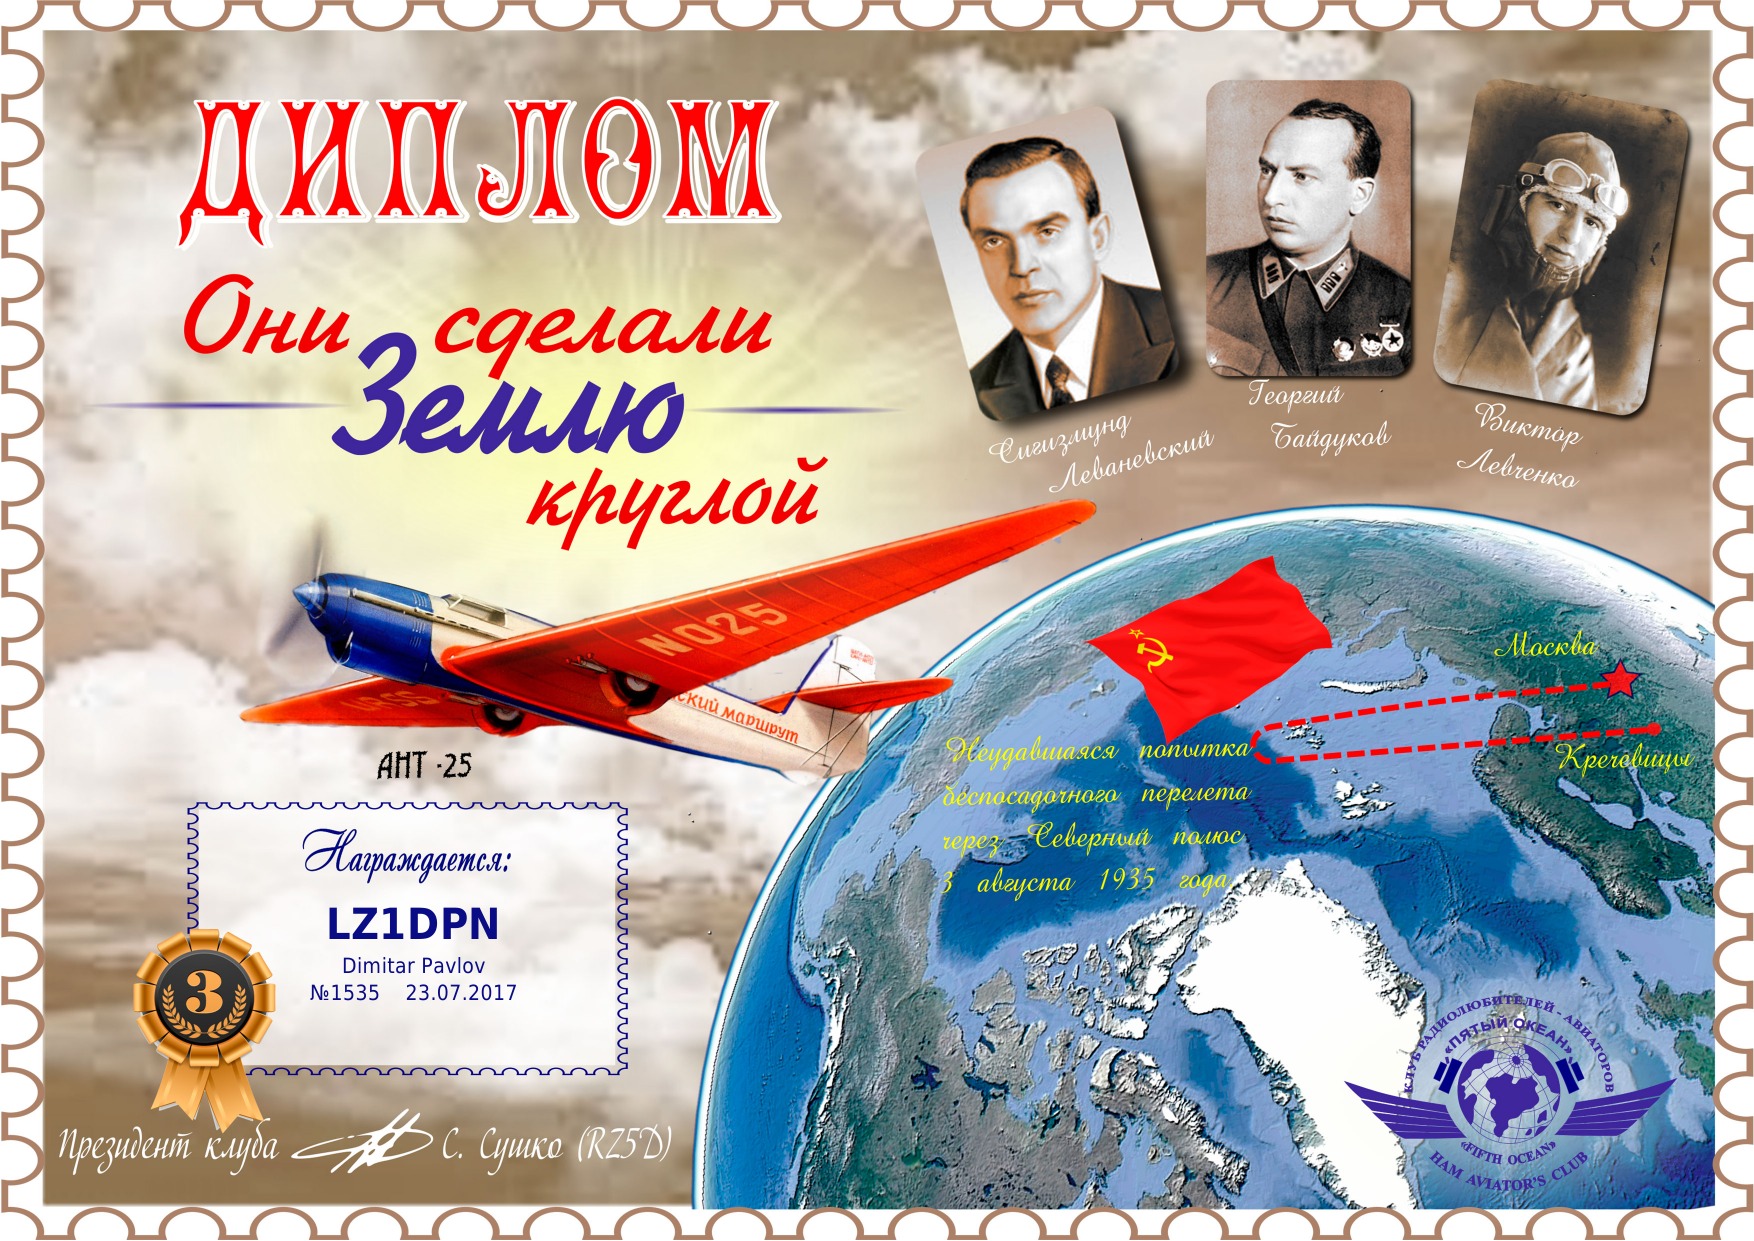 ДИПЛОМ
Они сделали
Землю
круглой
Сигизмунд
Леваневский
Георгий
Байдуков
Виктор
Левченко
N025
ский маршрут
АНТ -25
Москва
Кречевицы
Неудавшаяся попытка
беспосадочного перелета
через Северный полюс
3 августа 1935 года
Награждается:
LZ1DPN
Dimitar Pavlov
№1535 23.07.2017
3
Президент клуба С. Сушко (RZ5D)
КЛУБ РАДИОЛЮБИТЕЛЕЙ - АВИАТОРОВ
«ПЯТЫЙ ОКЕАН»
«FIFTH OCEAN»
HAM AVIATOR'S CLUB